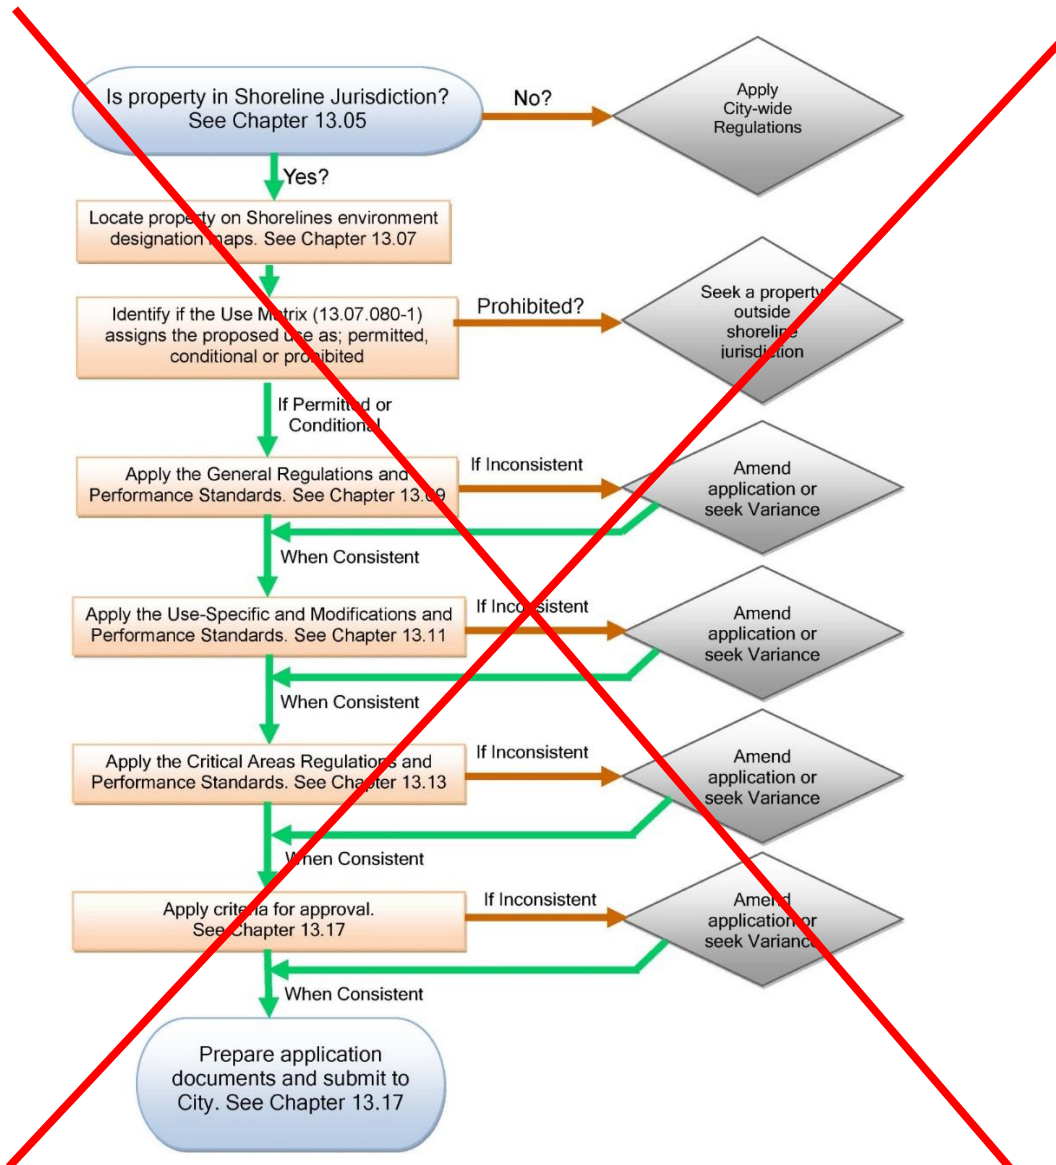 Is property in Shoreline Jurisdiction?
See Chapter 13.05
No?
Apply
City-wide
Regulations
Yes?
Locate property on Shorelines environment
designation maps. See Chapter 13.07
Identify if the Use Matrix (13.07.080-1)
assigns the proposed use as; permitted,
conditional or prohibited
Prohibited?
Seek a property
outside
shoreline
jurisdiction
If Permitted or
Conditional
Apply the General Regulations and
Performance Standards. See Chapter 13.09
If Inconsistent
Amend
application or
seek Variance
When Consistent
Apply the Use-Specific and Modifications and
Performance Standards. See Chapter 13.11
If Inconsistent
Amend
application or
seek Variance
When Consistent
Apply the Critical Areas Regulations and
Performance Standards. See Chapter 13.13
If Inconsistent
Amend
application or
seek Variance
When Consistent
Apply criteria for approval.
See Chapter 13.17
If Inconsistent
Amend
application or
seek Variance
When Consistent
Prepare application
documents and submit to
City. See Chapter 13.17